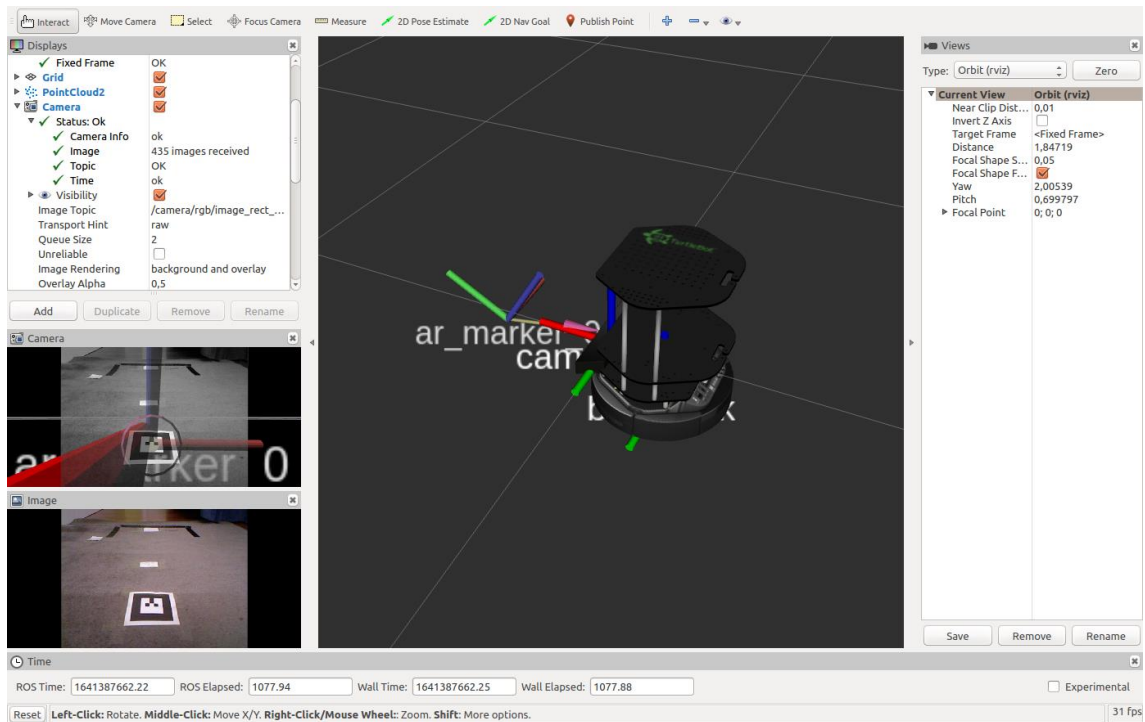 Interact Move Camera Select Focus Camera Measure 2D Pose Estimate 2D Nav Goal Publish Point
Displays
Fixed Frame OK
Grid
PointCloud2
Camera
Status: Ok
Camera Info ok
Image 435 images received
Topic OK
Time ok
Visibility
Image Topic /camera/rgb/image_rect_...
Transport Hint raw
Queue Size 2
Unreliable
Image Rendering background and overlay
Overlay Alpha 0,5
Add Duplicate Remove Rename
Camera
0
Image
TurtleBot
ar_marker
cam
Views
Type: Orbit (rviz) Zero
Current View Orbit (rviz)
Near Clip Dist... 0,01
Invert Z Axis
Target Frame <Fixed Frame>
Distance 1,84719
Focal Shape S... 0,05
Focal Shape F...
Yaw 2,00539
Pitch 0,699797
Focal Point 0; 0; 0
Save Remove Rename
Time
ROS Time: 1641387662.22 ROS Elapsed: 1077.94 Wall Time: 1641387662.25 Wall Elapsed: 1077.88 Experimental
Reset Left-Click: Rotate. Middle-Click: Move X/Y. Right-Click/Mouse Wheel:: Zoom. Shift: More options. 31 fps